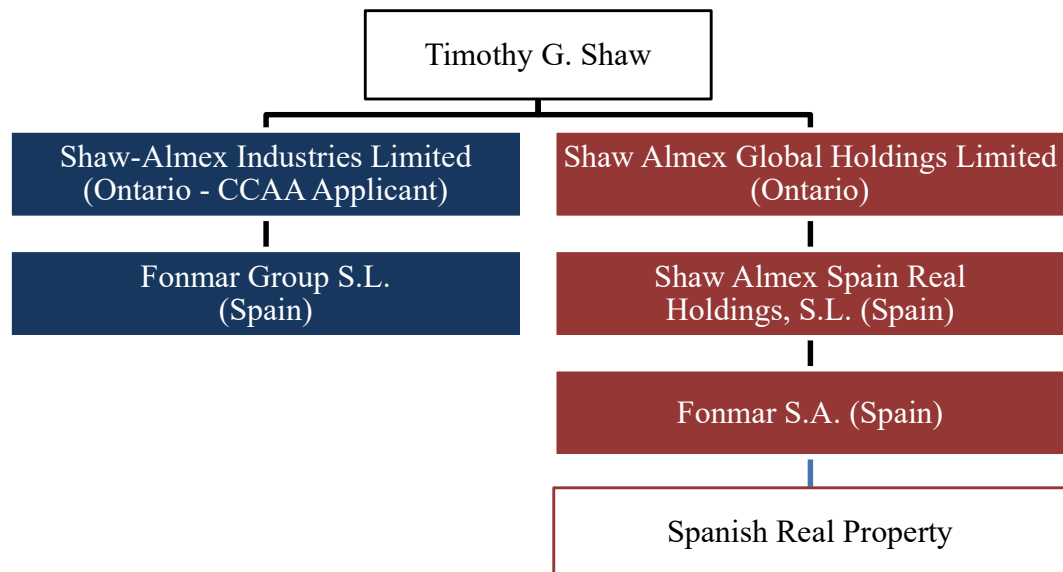 Timothy G. Shaw
Shaw-Almex Industries Limited
(Ontario - CCAA Applicant)
Shaw Almex Global Holdings Limited
(Ontario)
Fonmar Group S.L.
(Spain)
Shaw Almex Spain Real
Holdings, S.L. (Spain)
Fonmar S.A. (Spain)
Spanish Real Property